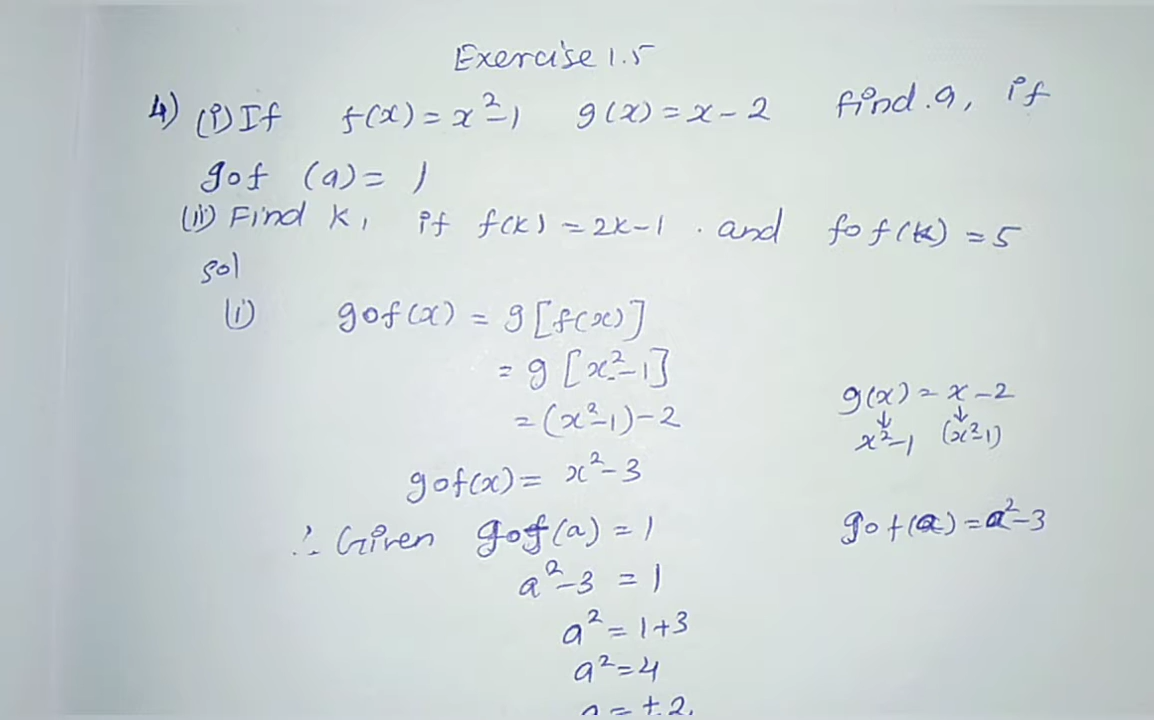 Exercise 1.5
4) (i) If f(x) = x²-1 g(x) = x-2 find. a, if
gof (a) = 1
(ii) Find k, if f(k) = 2k-1 . and fof(k) = 5
sol
(i) gof(x) = g[f(x)]
= g[x²-1]
= (x²-1)-2
g(x) = x-2
↓ ↓
x²-1 (x²-1)
gof(x) = x²-3
∴ Given gof(a) = 1
gof(a) = a²-3
a²-3 = 1
a² = 1+3
a² = 4
a = ±2.